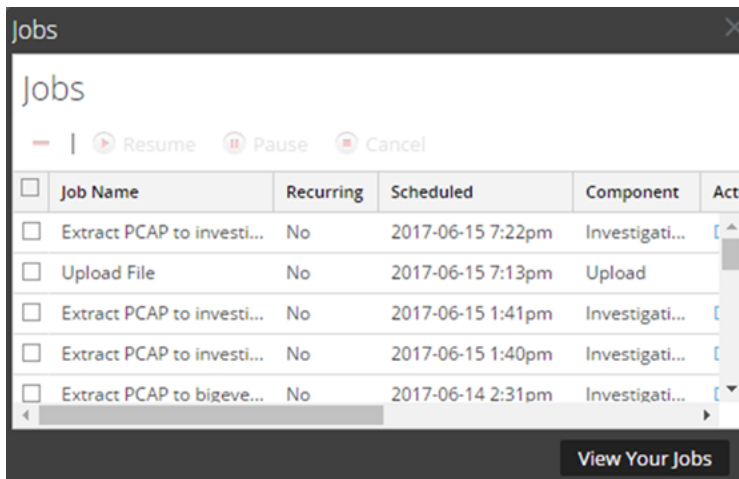 Jobs
Jobs
Resume Pause Cancel
Job Name Recurring Scheduled Component Act
Extract PCAP to investi... No 2017-06-15 7:22pm Investigati...
Upload File No 2017-06-15 7:13pm Upload
Extract PCAP to investi... No 2017-06-15 1:41pm Investigati...
Extract PCAP to investi... No 2017-06-15 1:40pm Investigati...
Extract PCAP to bigeve... No 2017-06-14 2:31pm Investigati...
View Your Jobs